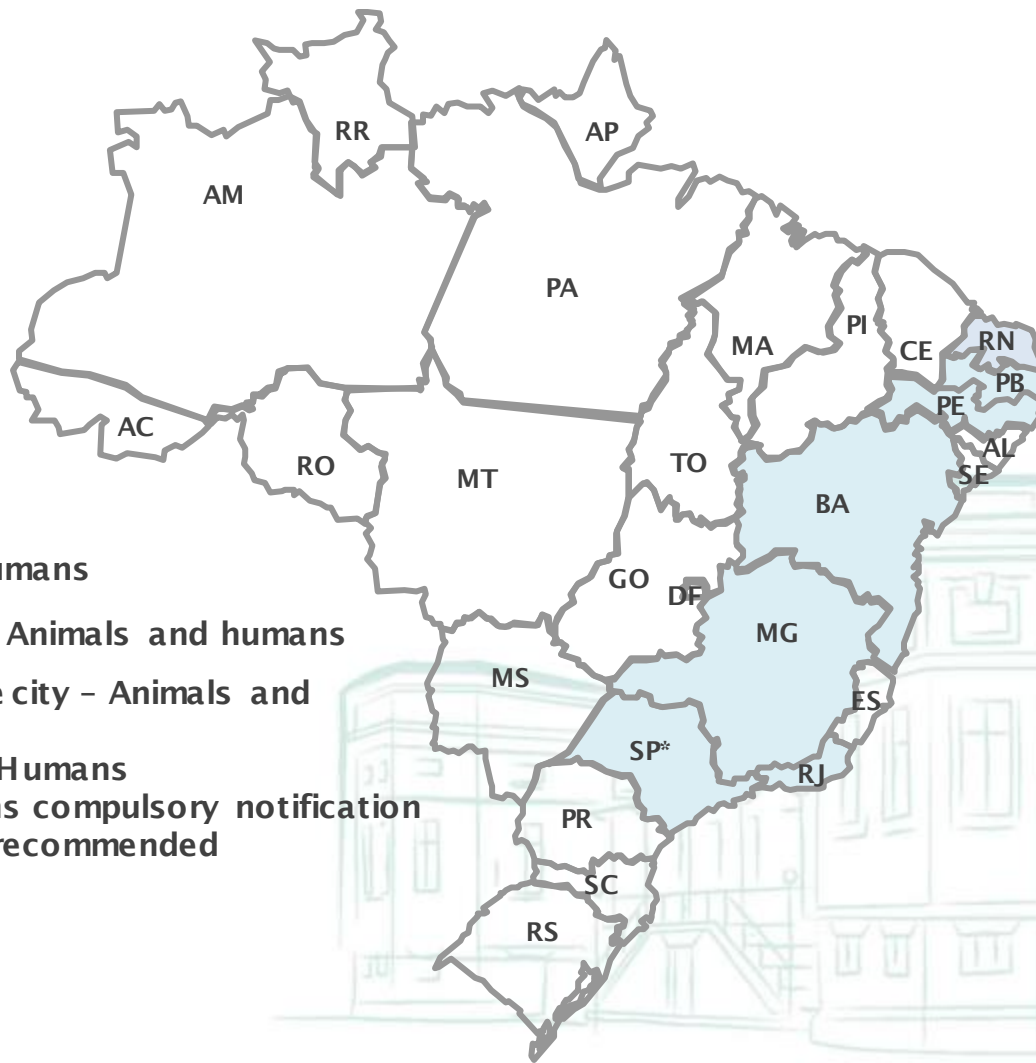 RR
AP
AM
PA
MA
PI
CE
RN
PB
PE
AC
RO
MT
TO
AL
SE
BA
GO
DF
MG
MS
ES
SP*
RJ
PR
SC
RS
Animals and humans
city – Animals and
Humans
compulsory notification
recommended